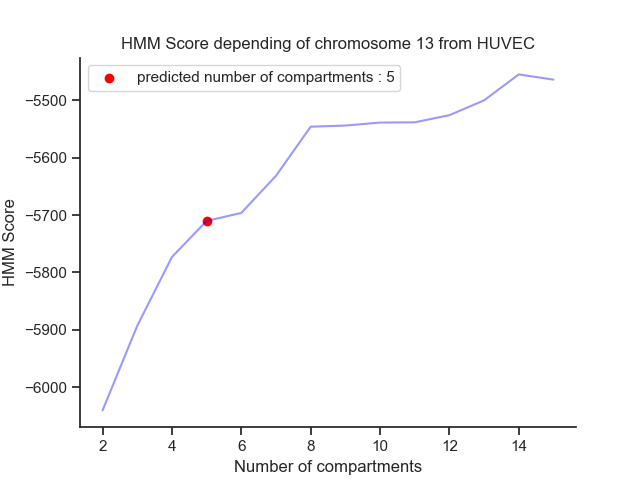 HMM Score depending of chromosome 13 from HUVEC
predicted number of compartments : 5
HMM Score
−5500
−5600
−5700
−5800
−5900
−6000
2 4 6 8 10 12 14
Number of compartments